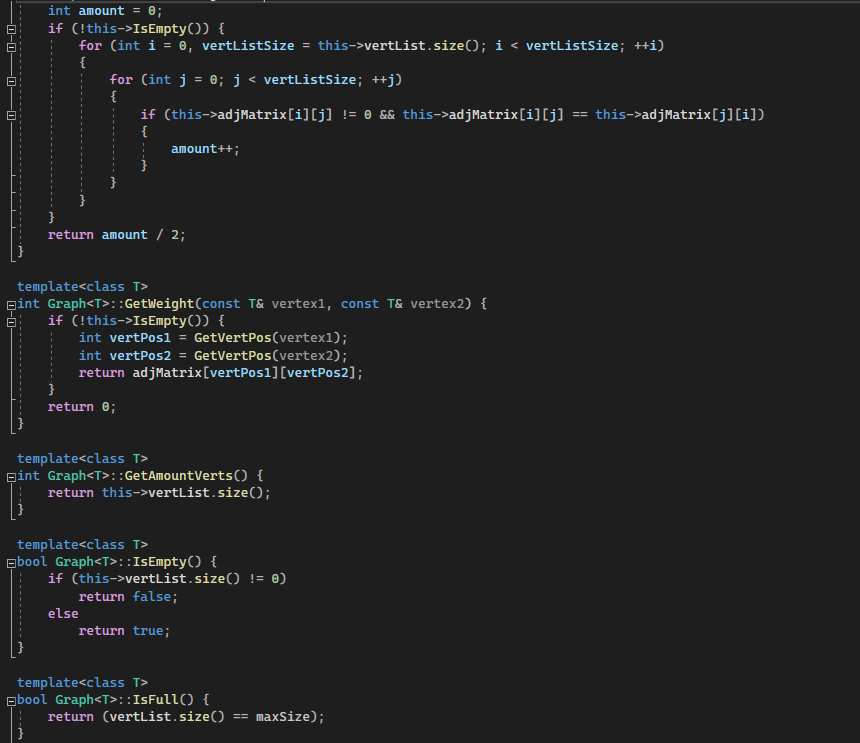 int amount = 0;
if (!this->IsEmpty()) {
for (int i = 0, vertListSize = this->vertList.size(); i < vertListSize; ++i)
{
for (int j = 0; j < vertListSize; ++j)
{
if (this->adjMatrix[i][j] != 0 && this->adjMatrix[i][j] == this->adjMatrix[j][i])
{
amount++;
}
}
}
}
return amount / 2;
}
template<class T>
int Graph<T>::GetWeight(const T& vertex1, const T& vertex2) {
if (!this->IsEmpty()) {
int vertPos1 = GetVertPos(vertex1);
int vertPos2 = GetVertPos(vertex2);
return adjMatrix[vertPos1][vertPos2];
}
return 0;
}
template<class T>
int Graph<T>::GetAmountVerts() {
return this->vertList.size();
}
template<class T>
bool Graph<T>::IsEmpty() {
if (this->vertList.size() != 0)
return false;
else
return true;
}
template<class T>
bool Graph<T>::IsFull() {
return (vertList.size() == maxSize);
}